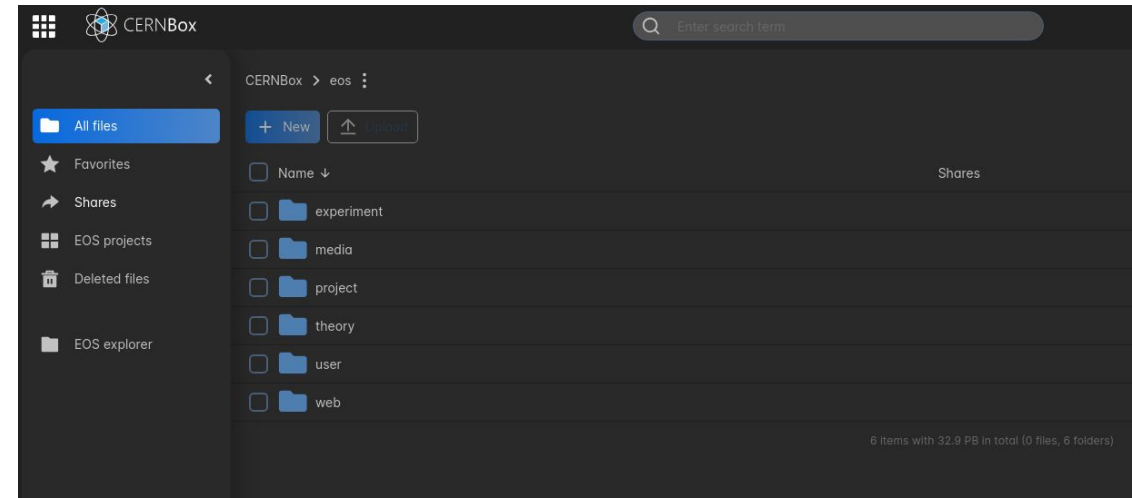 CERNBox
Enter search term
CERNBox > eos
All files
Favorites
Shares
EOS projects
Deleted files
EOS explorer
+ New
Upload
Name ↓
Shares
experiment
media
project
theory
user
web
6 items with 32.9 PB in total (0 files, 6 folders)